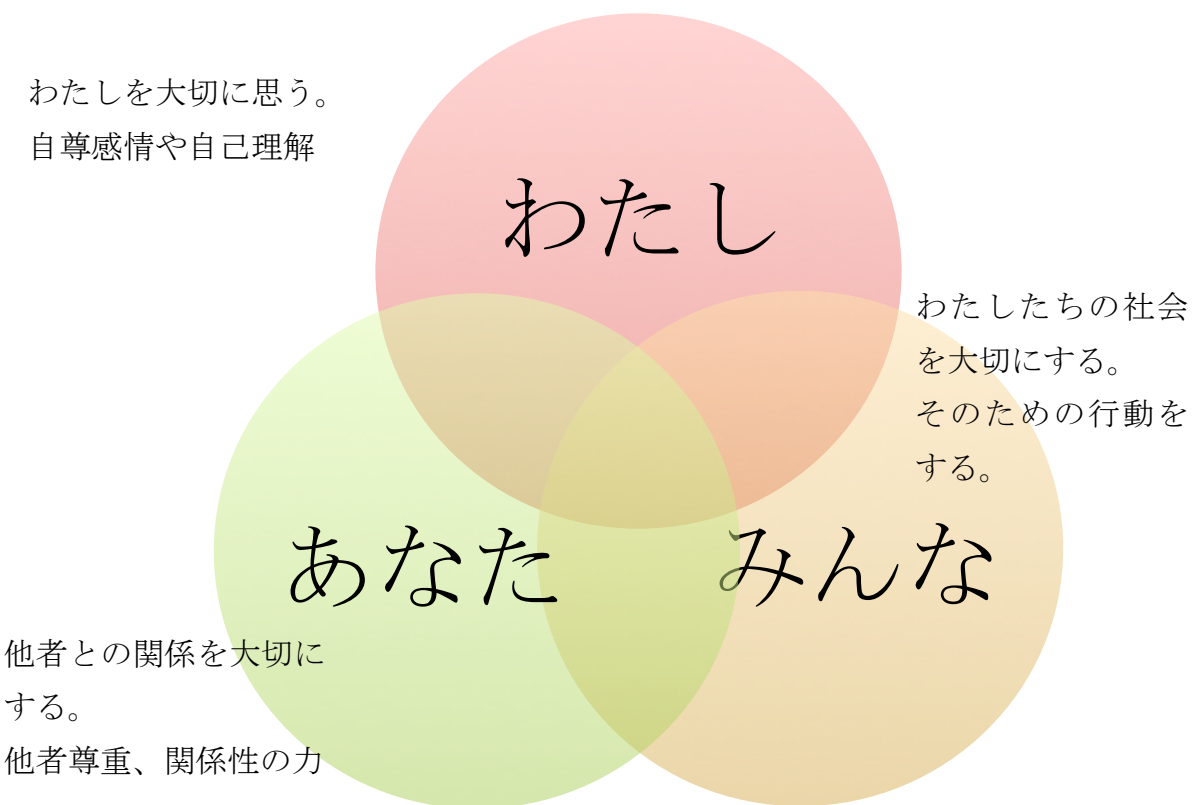 わたしを大切に思う。
自尊感情や自己理解
わたし
わたしたちの社会
を大切にする。
そのための行動を
する。
あなた
みんな
他者との関係を大切に
する。
他者尊重、関係性の力